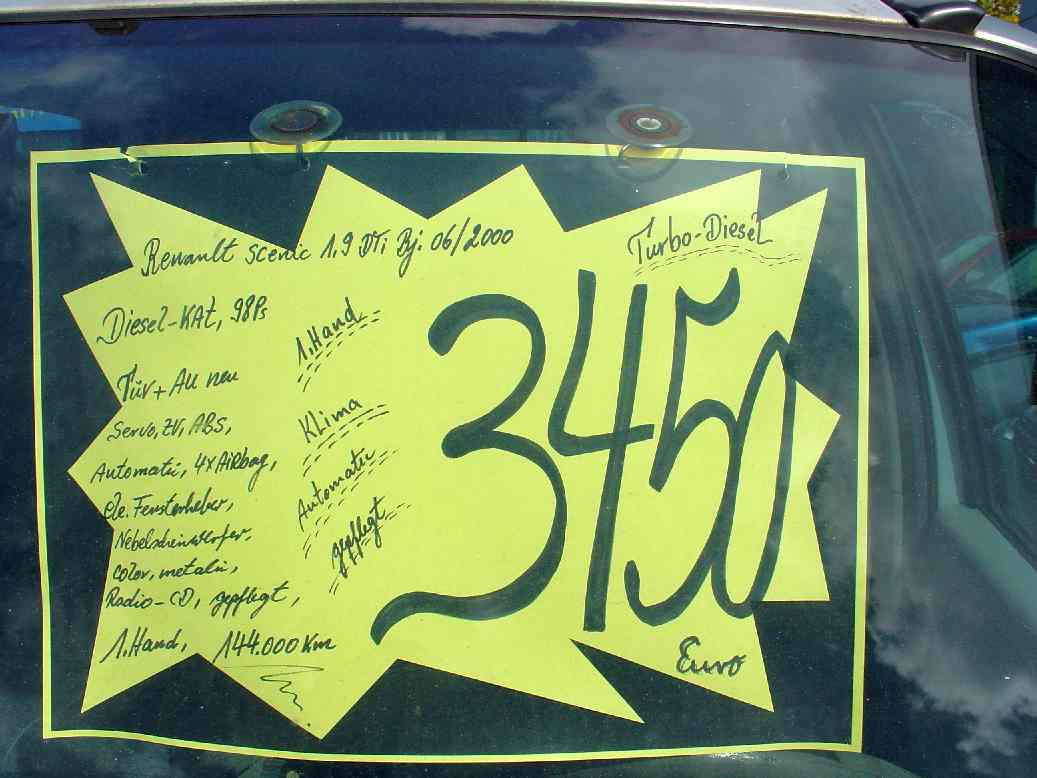 Renault Scenic 1.9 DTi Bj. 06/2000
Turbo-Diesel
Diesel-KAt, 98Ps
Tüv+AU neu
Servo, ZV, ABS,
Automatic, 4xAiRbag,
ele. Fensterheber,
Nebelscheinwerfer,
color, metalic,
Radio-CD, gepflegt,
1.Hand, 144.000 Km
1.Hand
KLima
Automatic
gepflegt
3450
Euro